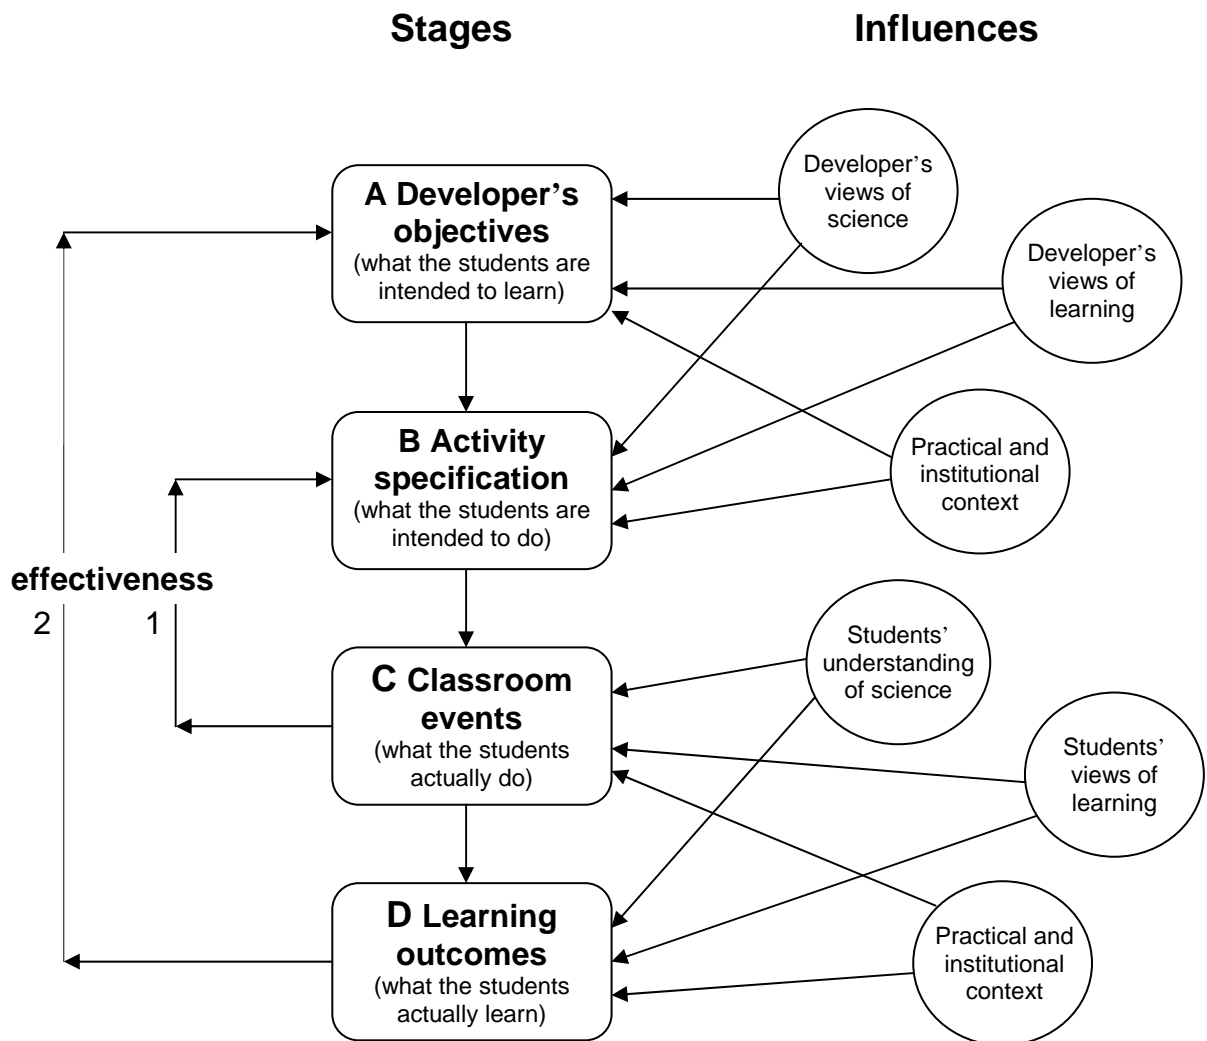 Stages
Influences
A Developer’s
objectives
(what the students are
intended to learn)
Developer’s
views of
science
Developer’s
views of
learning
B Activity
specification
(what the students are
intended to do)
Practical and
institutional
context
effectiveness
2
1
C Classroom
events
(what the students
actually do)
Students’
understanding
of science
Students’
views of
learning
D Learning
outcomes
(what the students
actually learn)
Practical and
institutional
context